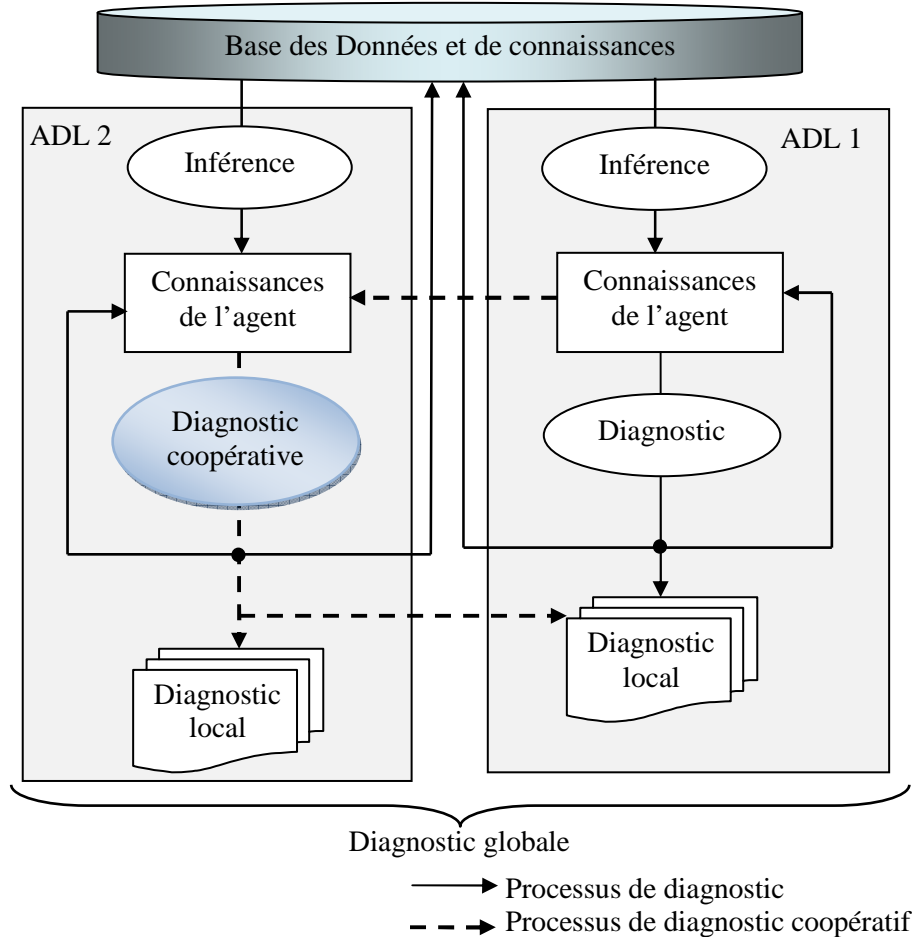 Base des Données et de connaissances
ADL 2
Inférence
Connaissances
de l'agent
Diagnostic
coopérative
Diagnostic
local
ADL 1
Inférence
Connaissances
de l'agent
Diagnostic
Diagnostic
local
Diagnostic globale
Processus de diagnostic
Processus de diagnostic coopératif